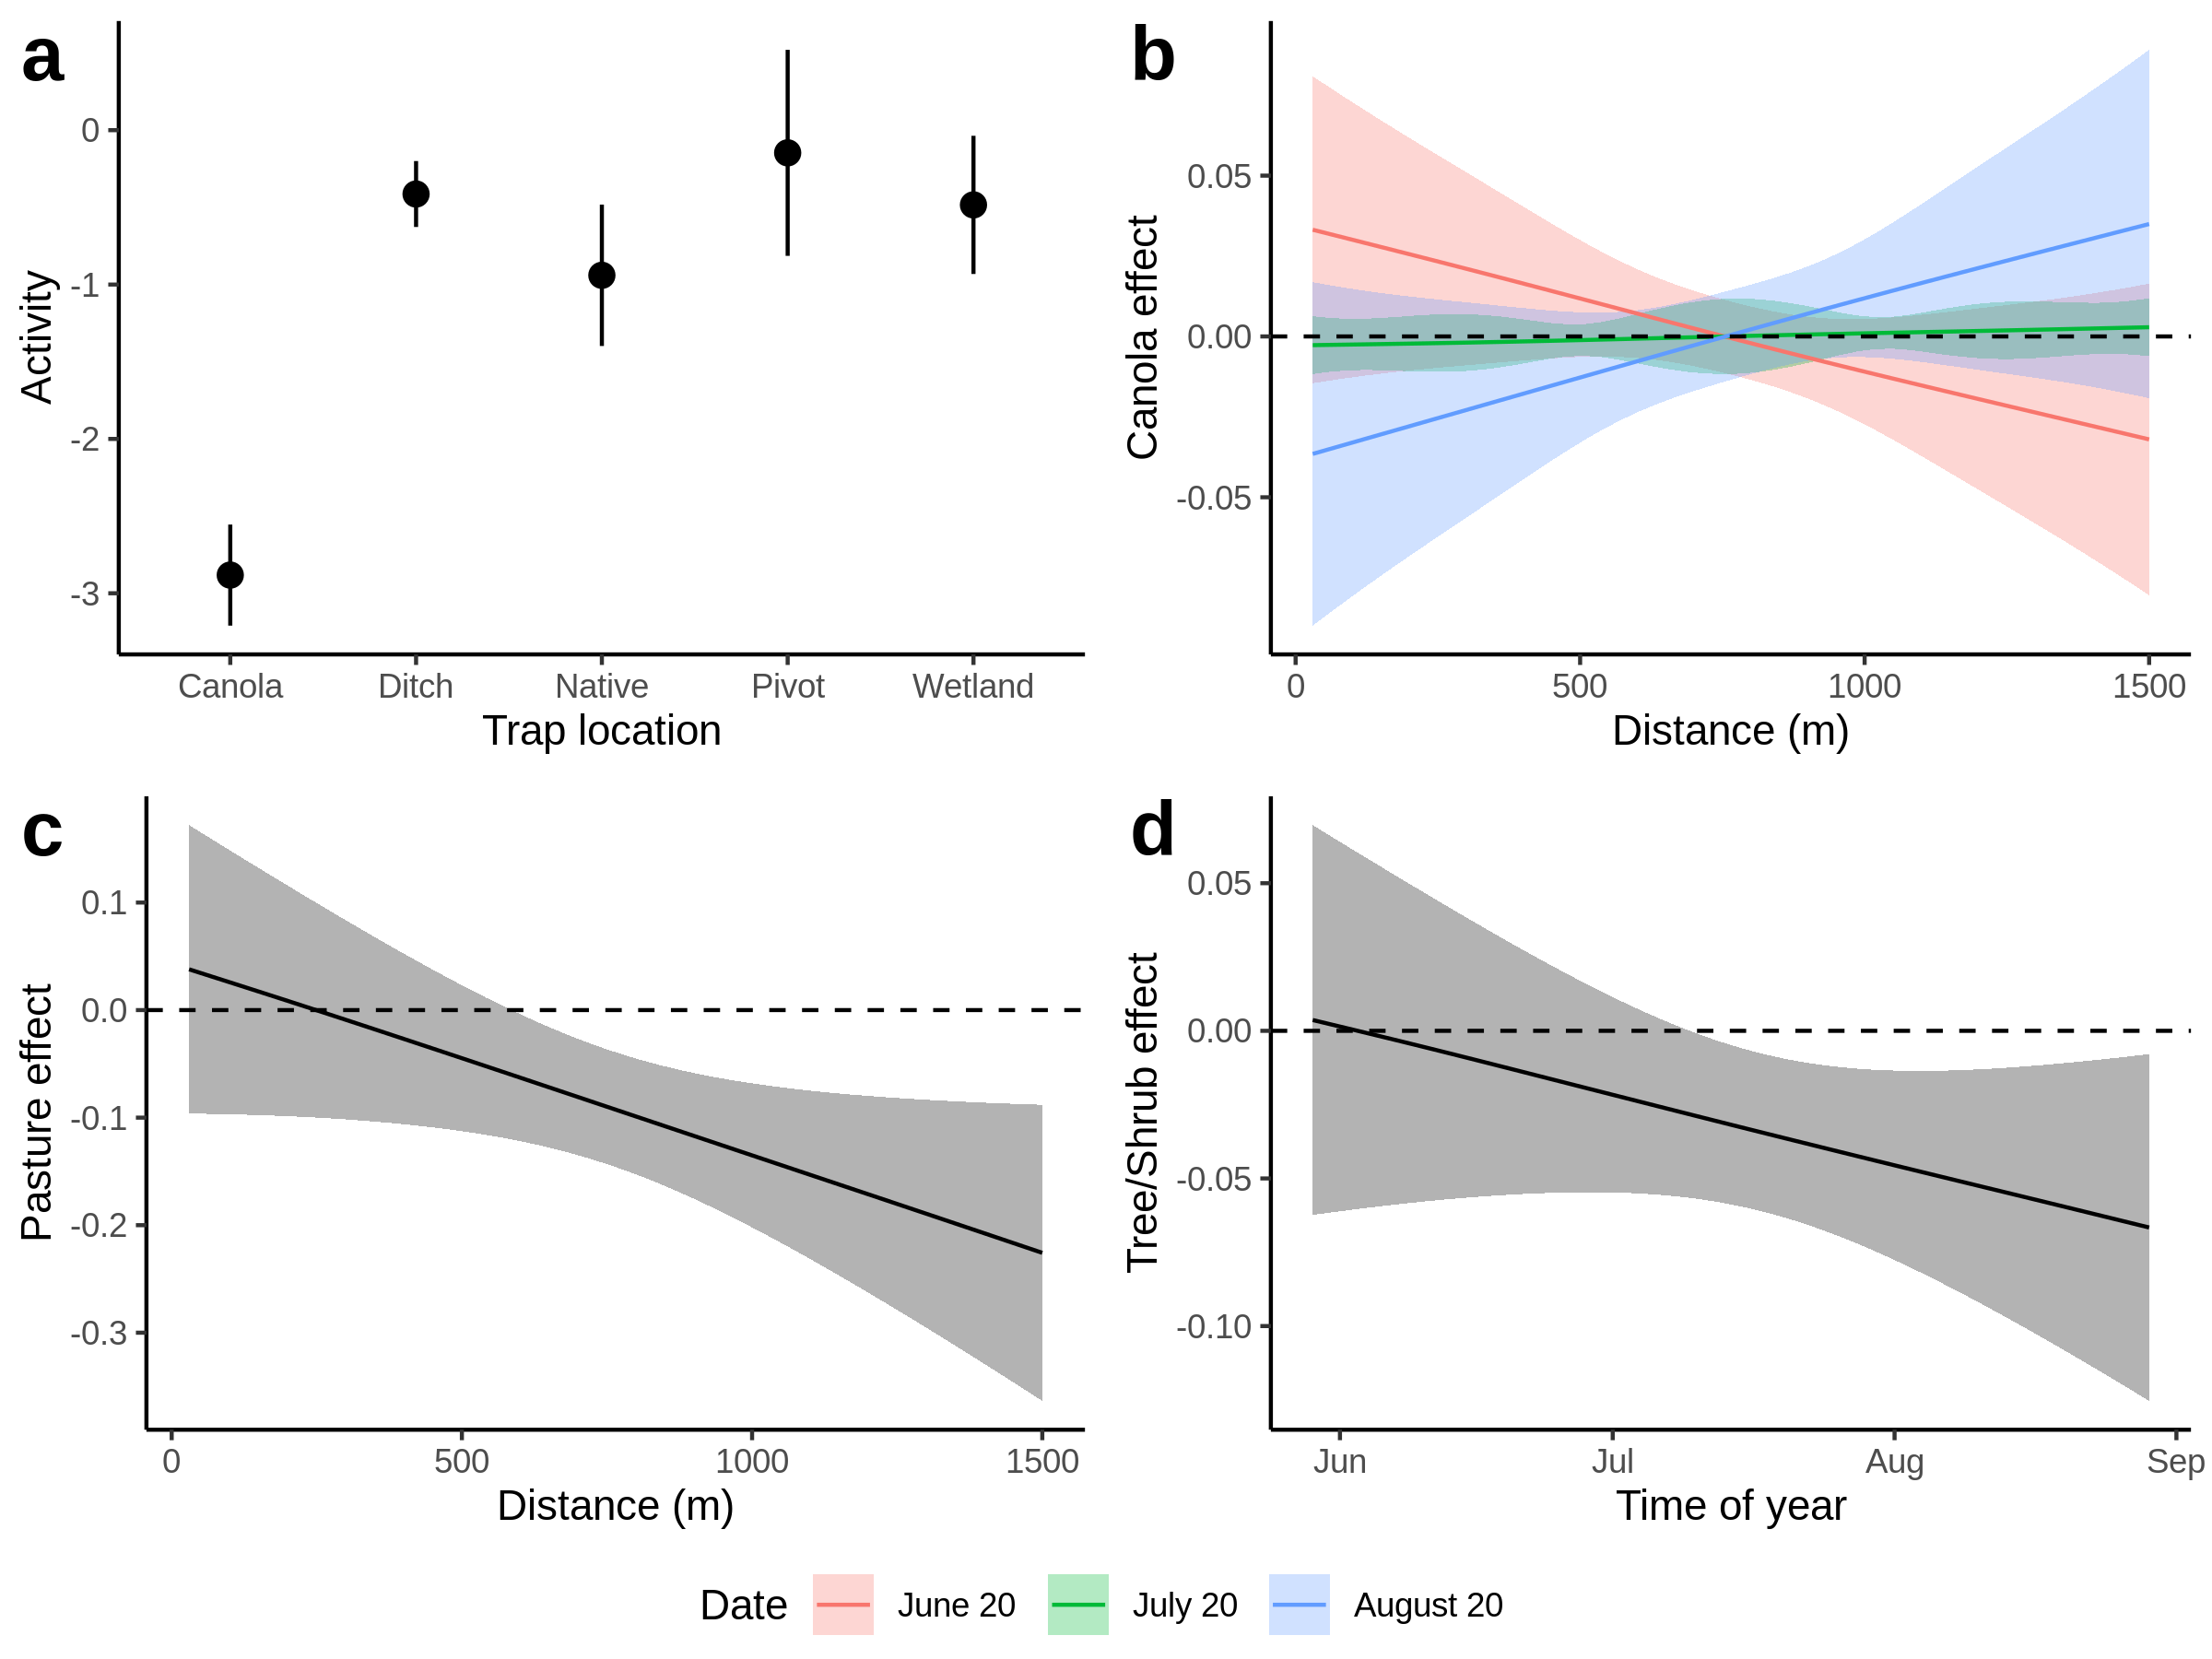 a
0
-1
-2
-3
Activity
Canola Ditch Native Pivot Wetland
Trap location
b
0.05
0.00
-0.05
Canola effect
0 500 1000 1500
Distance (m)
c
0.1
0.0
-0.1
-0.2
-0.3
Pasture effect
0 500 1000 1500
Distance (m)
d
0.05
0.00
-0.05
-0.10
Tree/Shrub effect
Jun Jul Aug Sep
Time of year
Date June 20 July 20 August 20